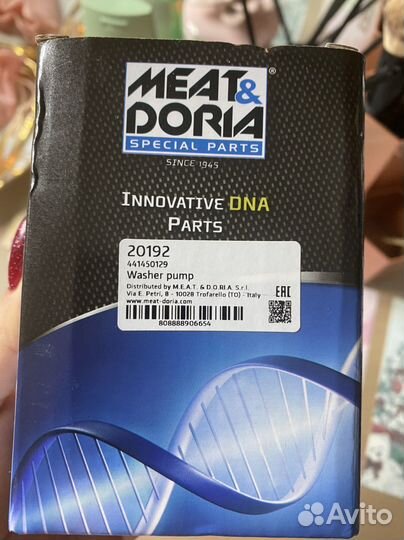 MEAT&
DORIA®
SPECIAL PARTS
SINCE 1945
INNOVATIVE DNA
PARTS
20192
441450129
Washer pump
Distributed by M.E.A.T. & D.O.R.I.A. S.r.l.
Via E. Petri, 8 - 10028 Trofarello (TO) - Italy
www.meat-doria.com
EAC
808888906654
Avito